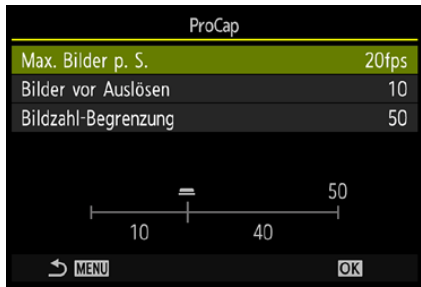 ProCap
Max. Bilder p. S. 20fps
Bilder vor Auslösen 10
Bildzahl-Begrenzung 50
50
10 40
MENU OK